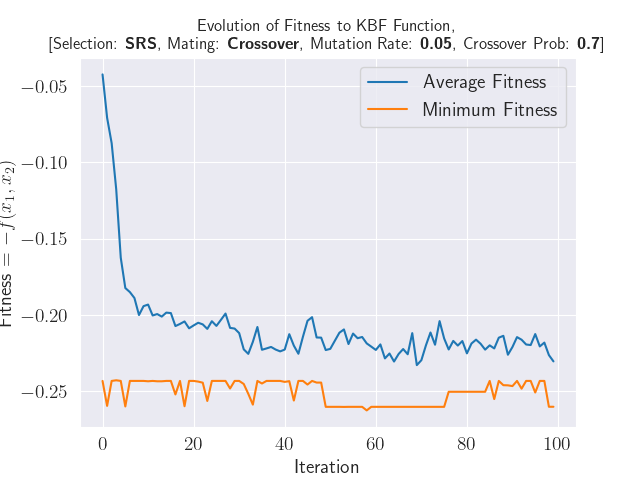 Evolution of Fitness to KBF Function,
[Selection: SRS, Mating: Crossover, Mutation Rate: 0.05, Crossover Prob: 0.7]
Average Fitness
Minimum Fitness
−0.05
−0.10
−0.15
−0.20
−0.25
Fitness = −f(x₁, x₂)
0
20
40
60
80
100
Iteration